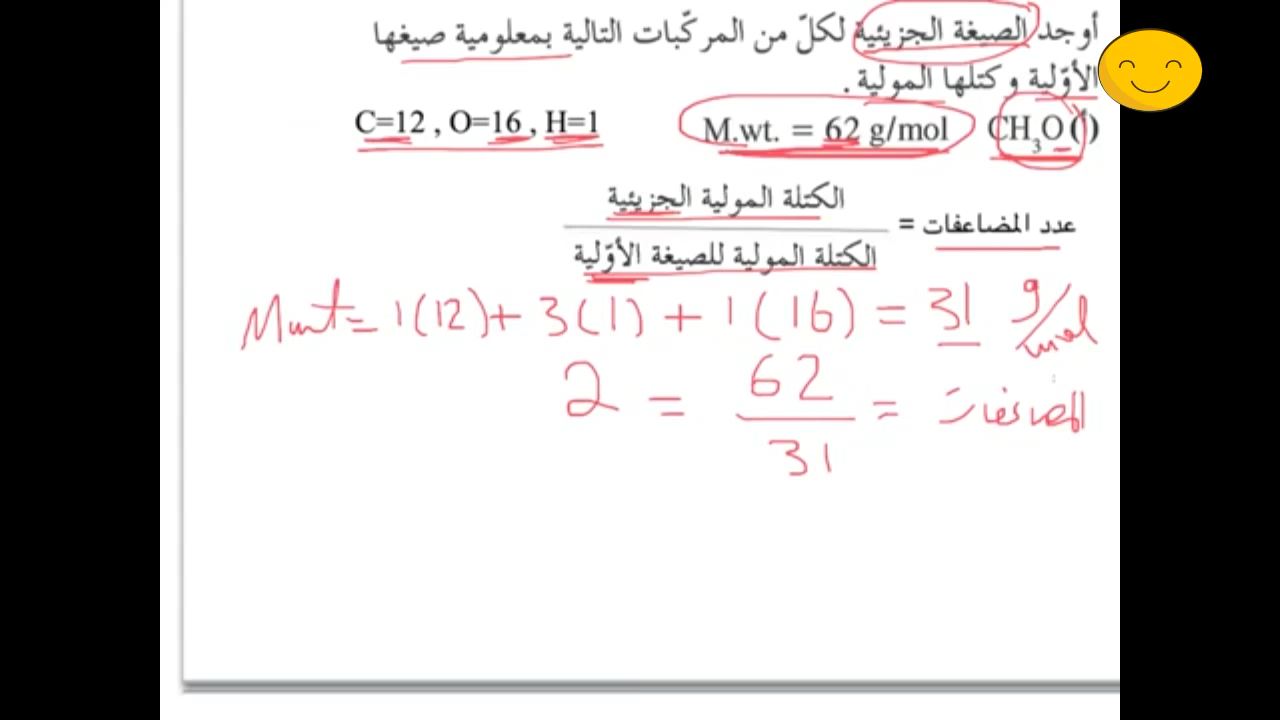 أوجد الصيغة الجزيئية لكلّ من المركّبات التالية بمعلومية صيغها
الأوّلية و كتلها المولية .
(أ) CH₃O M.wt. = 62 g/mol C=12 , O=16 , H=1
عدد المضاعفات = الكتلة المولية الجزيئية
الكتلة المولية للصيغة الأوّلية
Mwt = 1(12) + 3(1) + 1(16) = 31 g/mol
المضاعفات = 62/31 = 2